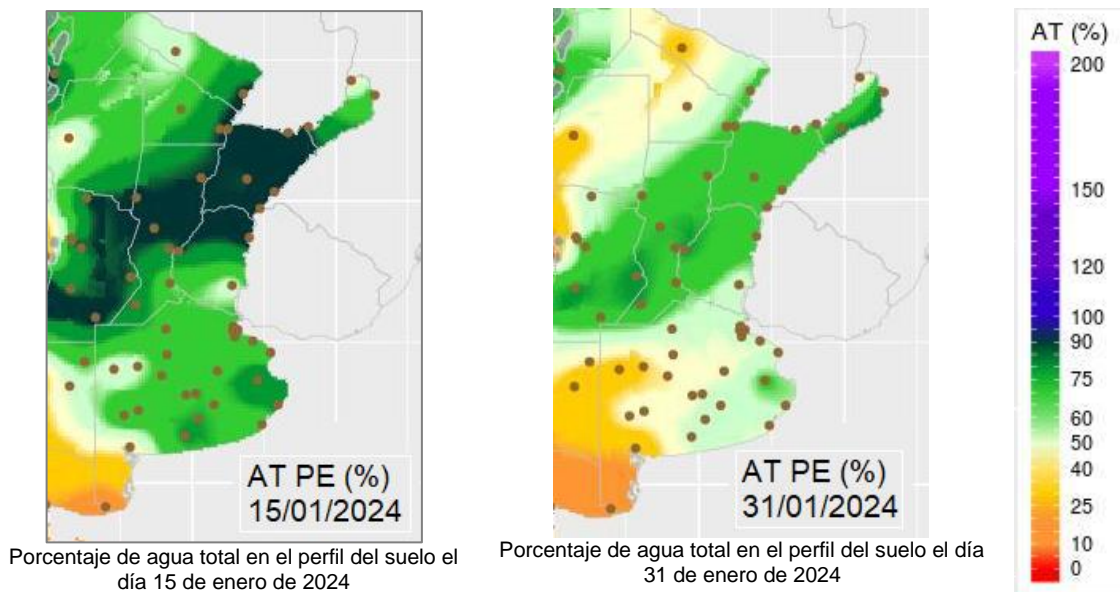 AT PE (%)
15/01/2024
Porcentaje de agua total en el perfil del suelo el
día 15 de enero de 2024
AT PE (%)
31/01/2024
Porcentaje de agua total en el perfil del suelo el día
31 de enero de 2024
AT (%)
200
150
120
100
90
75
60
50
40
25
10
0